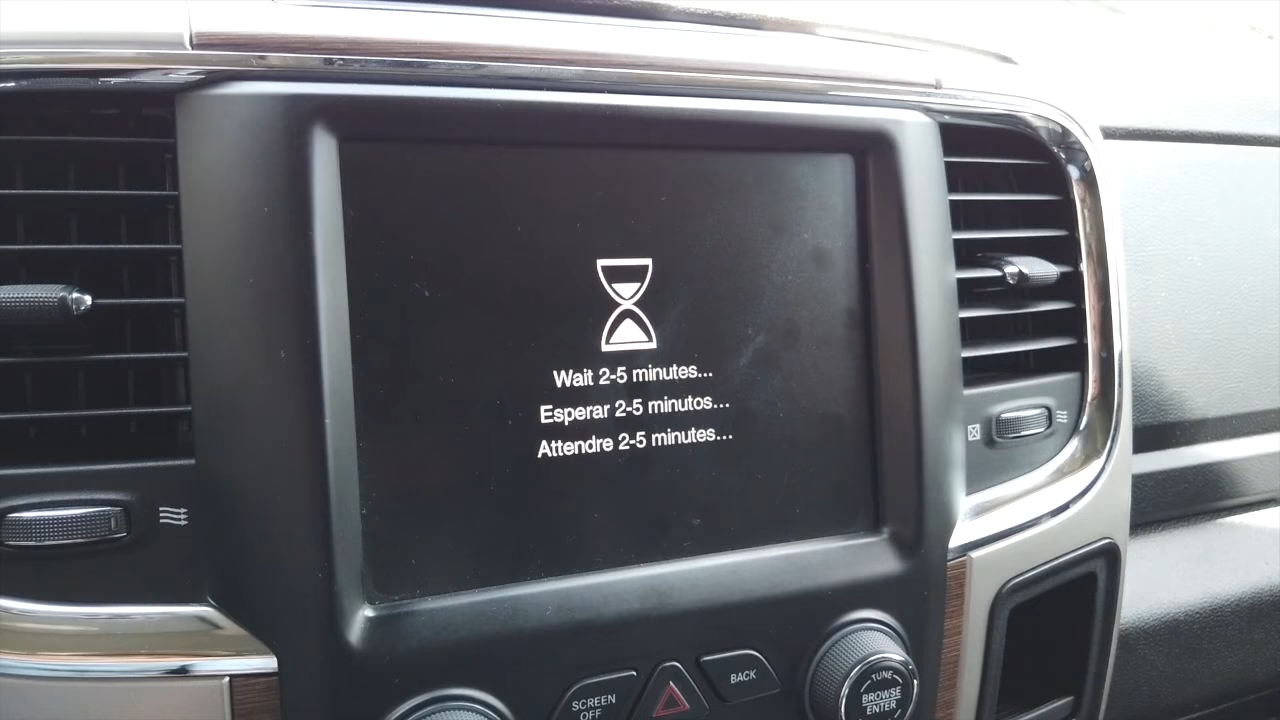 Wait 2-5 minutes...
Esperar 2-5 minutos...
Attendre 2-5 minutes...
SCREEN
OFF
BACK
TUNE
BROWSE
ENTER